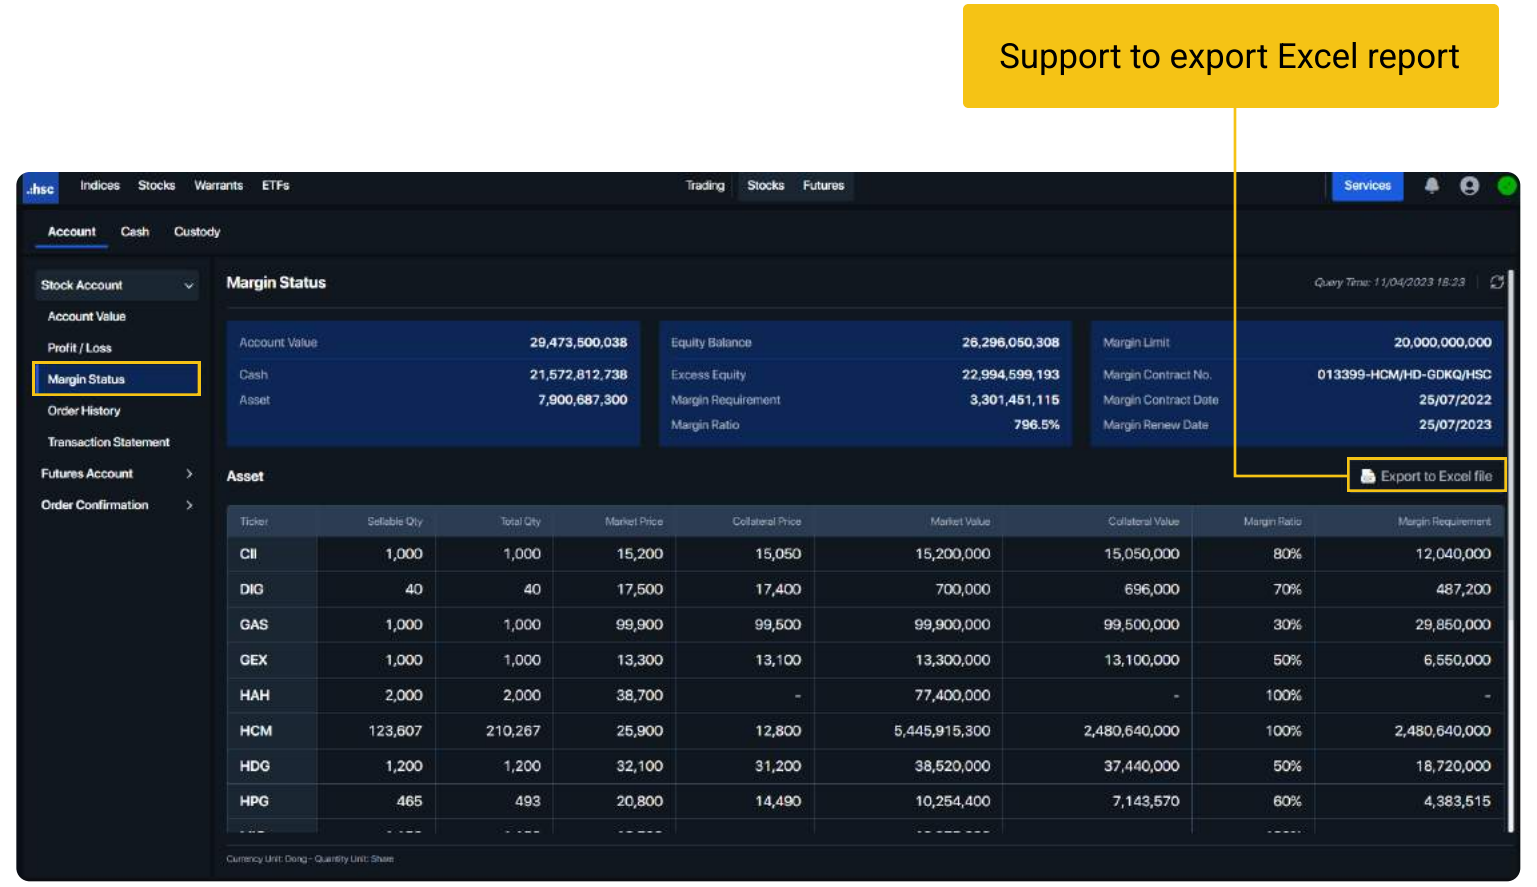 Support to export Excel report
.:hsc Indices Stocks Warrants ETFs Trading Stocks Futures Services
Account Cash Custody
Stock Account
Account Value
Profit / Loss
Margin Status
Order History
Transaction Statement
Futures Account
Order Confirmation
Margin Status Query Time: 11/04/2023 18:23
Account Value 29,473,500,038 Equity Balance 26,296,050,308 Margin Limit 20,000,000,000
Cash 21,572,812,738 Excess Equity 22,994,599,193 Margin Contract No. 013399-HCM/HD-GDKQ/HSC
Asset 7,900,687,300 Margin Requirement 3,301,451,115 Margin Contract Date 25/07/2022
Margin Ratio 796.5% Margin Renew Date 25/07/2023
Asset Export to Excel file
Ticker Sellable Qty Total Qty Market Price Collateral Price Market Value Collateral Value Margin Ratio Margin Requirement
CII 1,000 1,000 15,200 15,050 15,200,000 15,050,000 80% 12,040,000
DIG 40 40 17,500 17,400 700,000 696,000 70% 487,200
GAS 1,000 1,000 99,900 99,500 99,900,000 99,500,000 30% 29,850,000
GEX 1,000 1,000 13,300 13,100 13,300,000 13,100,000 50% 6,550,000
HAH 2,000 2,000 38,700 - 77,400,000 - 100% -
HCM 123,607 210,267 25,900 12,800 5,445,915,300 2,480,640,000 100% 2,480,640,000
HDG 1,200 1,200 32,100 31,200 38,520,000 37,440,000 50% 18,720,000
HPG 465 493 20,800 14,490 10,254,400 7,143,570 60% 4,383,515
Currency Unit: Dong - Quantity Unit: Share